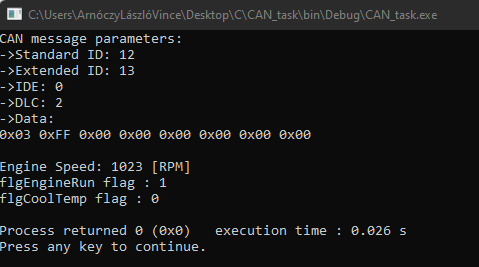 C:\Users\ArnóczyLászlóVince\Desktop\C\CAN_task\bin\Debug\CAN_task.exe
CAN message parameters:
->Standard ID: 12
->Extended ID: 13
->IDE: 0
->DLC: 2
->Data:
0x03 0xFF 0x00 0x00 0x00 0x00 0x00 0x00
Engine Speed: 1023 [RPM]
flgEngineRun flag : 1
flgCoolTemp flag : 0
Process returned 0 (0x0)   execution time : 0.026 s
Press any key to continue.